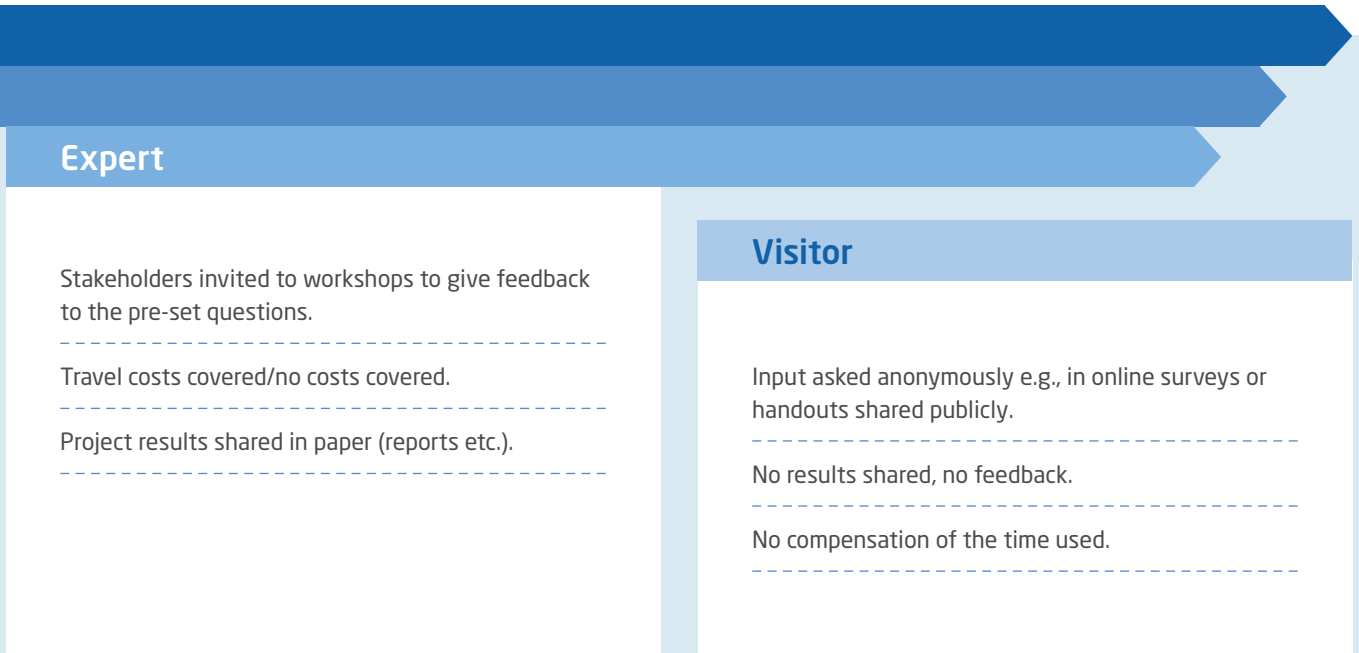 Expert
Stakeholders invited to workshops to give feedback
to the pre-set questions.
Travel costs covered/no costs covered.
Project results shared in paper (reports etc.).
Visitor
Input asked anonymously e.g., in online surveys or
handouts shared publicly.
No results shared, no feedback.
No compensation of the time used.